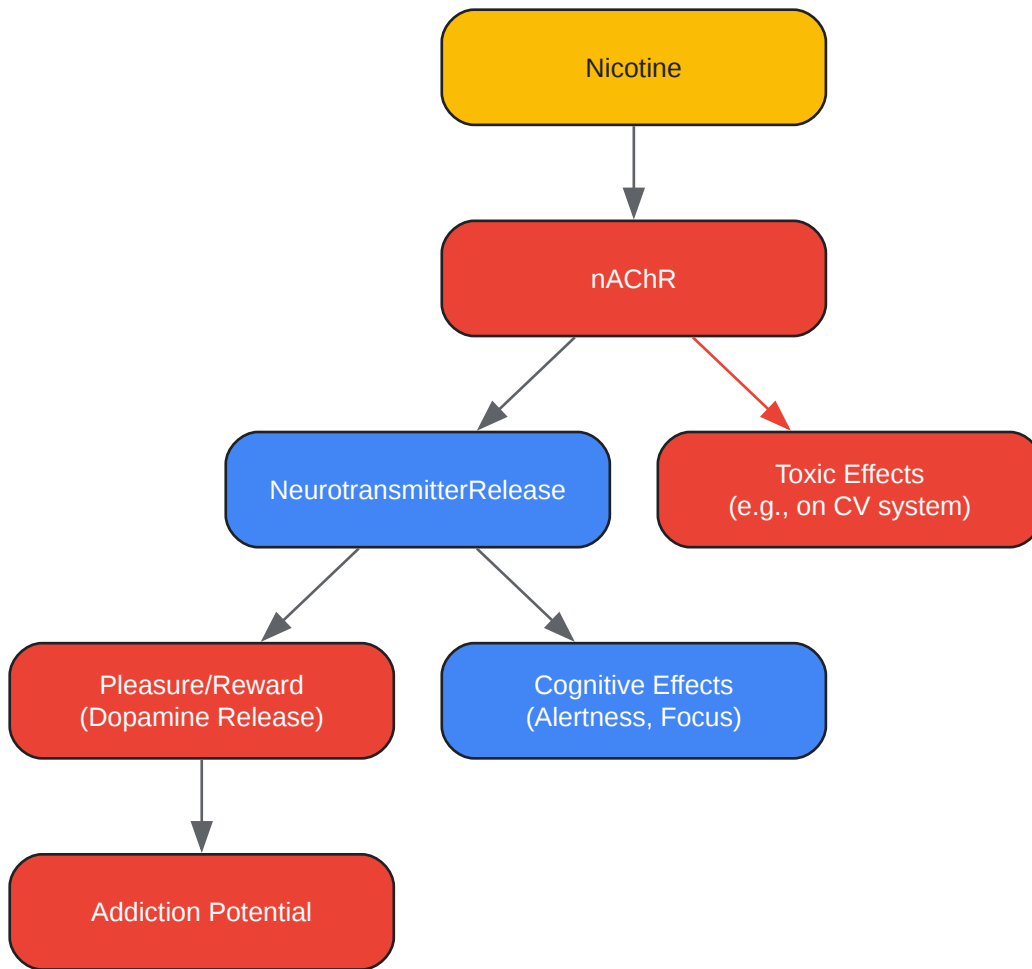 Nicotine
nAChR
NeurotransmitterRelease
Toxic Effects
(e.g., on CV system)
Pleasure/Reward
(Dopamine Release)
Cognitive Effects
(Alertness, Focus)
Addiction Potential